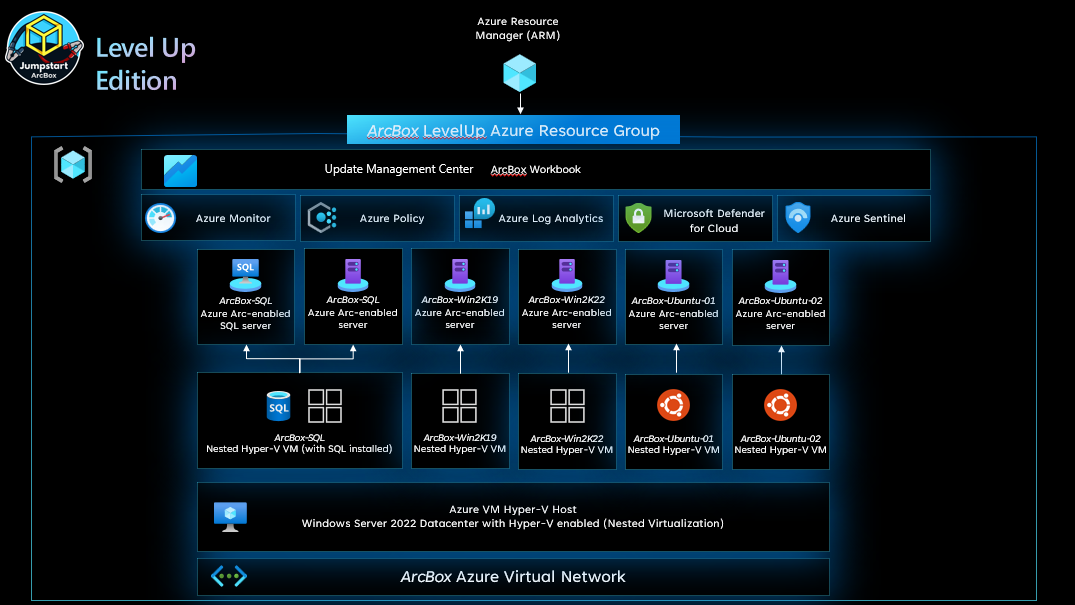 Jumpstart
ArcBox
Level Up
Edition
Azure Resource
Manager (ARM)
ArcBox LevelUp Azure Resource Group
Update Management Center
ArcBox Workbook
Azure Monitor
Azure Policy
Azure Log Analytics
Microsoft Defender
for Cloud
Azure Sentinel
SQL
ArcBox-SQL
Azure Arc-enabled
SQL server
ArcBox-SQL
Azure Arc-enabled
server
ArcBox-Win2K19
Azure Arc-enabled
server
ArcBox-Win2K22
Azure Arc-enabled
server
ArcBox-Ubuntu-01
Azure Arc-enabled
server
ArcBox-Ubuntu-02
Azure Arc-enabled
server
SQL
ArcBox-SQL
Nested Hyper-V VM (with SQL installed)
ArcBox-Win2K19
Nested Hyper-V VM
ArcBox-Win2K22
Nested Hyper-V VM
ArcBox-Ubuntu-01
Nested Hyper-V VM
ArcBox-Ubuntu-02
Nested Hyper-V VM
Azure VM Hyper-V Host
Windows Server 2022 Datacenter with Hyper-V enabled (Nested Virtualization)
ArcBox Azure Virtual Network